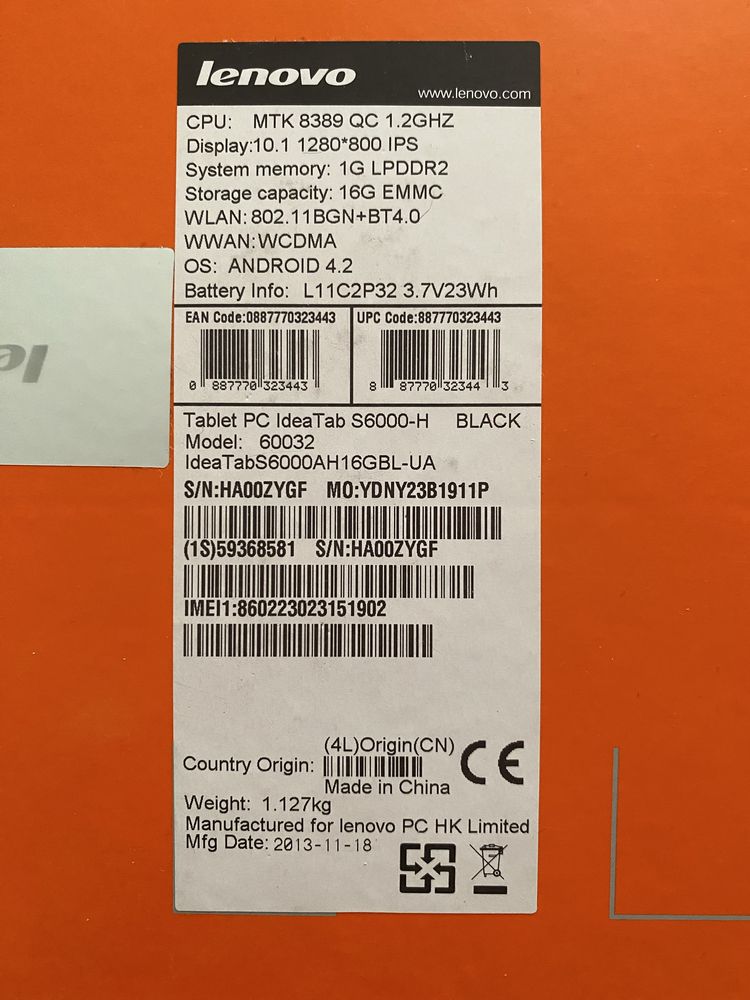 lenovo
www.lenovo.com
CPU: MTK 8389 QC 1.2GHZ
Display:10.1 1280*800 IPS
System memory: 1G LPDDR2
Storage capacity: 16G EMMC
WLAN:802.11BGN+BT4.0
WWAN:WCDMA
OS: ANDROID 4.2
Battery Info: L11C2P32 3.7V23Wh
EAN Code:0887770323443
0 887770 323443
UPC Code:887770323443
8 87770 32344 3
Tablet PC IdeaTab S6000-H BLACK
Model: 60032
IdeaTabS6000AH16GBL-UA
S/N:HA00ZYGF MO:YDNY23B1911P
(1S)59368581 S/N:HA00ZYGF
IMEI1:860223023151902
(4L)Origin(CN)
Country Origin:
Made in China
Weight: 1.127kg
Manufactured for lenovo PC HK Limited
Mfg Date: 2013-11-18
le